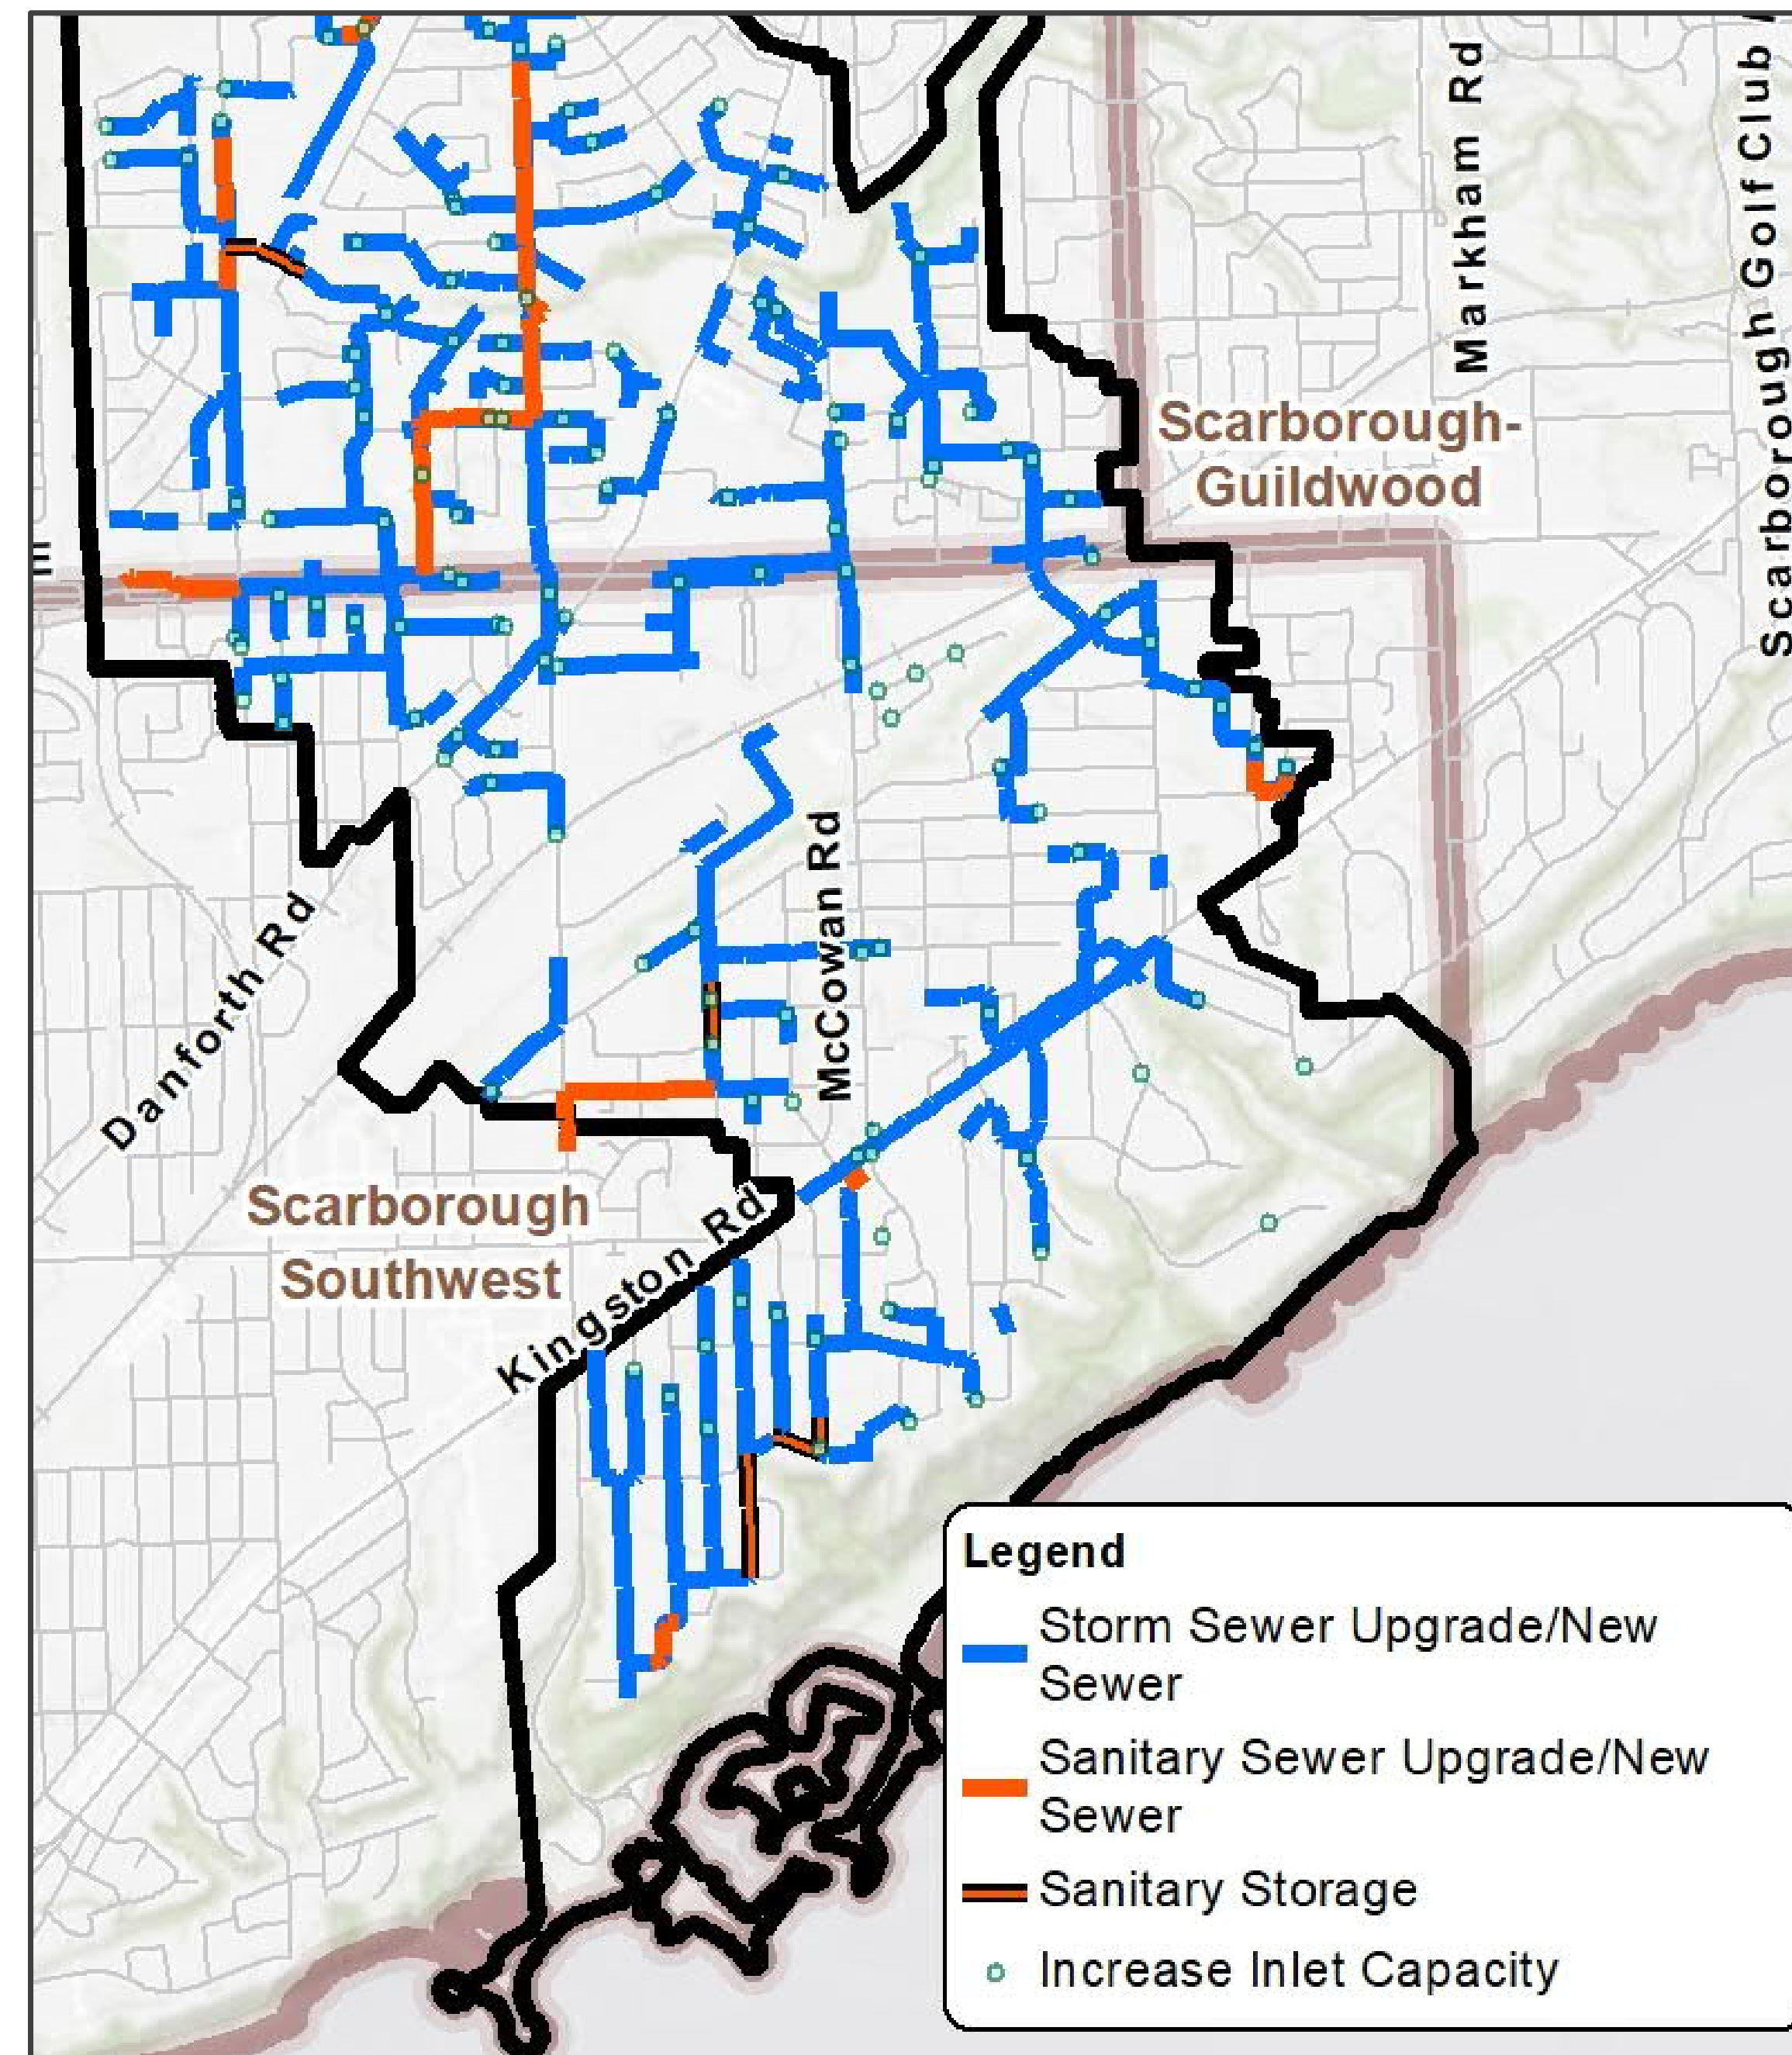 Markham Rd
Scarborough Golf Club
Scarborough-
Guildwood
McCowan Rd
Danforth Rd
Scarborough
Southwest
Kingston Rd
Legend
Storm Sewer Upgrade/New
Sewer
Sanitary Sewer Upgrade/New
Sewer
Sanitary Storage
Increase Inlet Capacity